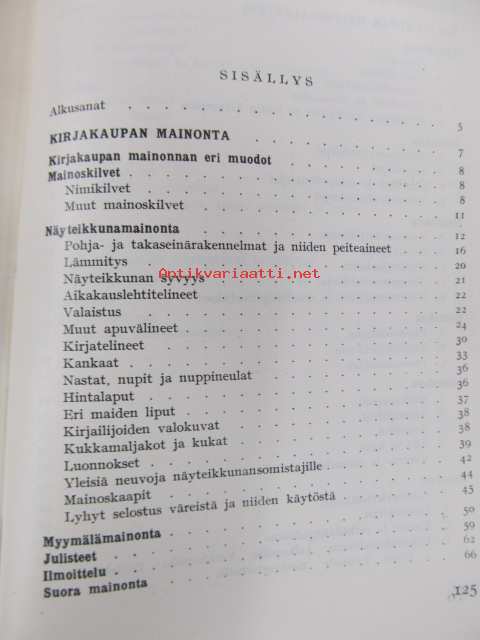 SISÄLLYS
Alkusanat . . . . . . . . . . . . 5
KIRJAKAUPAN MAINONTA . . . . . . . 7
Kirjakaupan mainonnan eri muodot . . . . . . 8
Mainoskilvet . . . . . . . . . . . . 8
Nimikilvet . . . . . . . . . . . . 8
Muut mainoskilvet . . . . . . . . . . 11
Näyteikkunamainonta . . . . . . . . . 12
Pohja- ja takaseinärakennelmat ja niiden peiteaineet . . 16
Lämmitys . . . . . . . . . . . . 20
Näyteikkunan syvyys . . . . . . . . . 21
Aikakauslehtitelineet . . . . . . . . . 22
Valaistus . . . . . . . . . . . . 22
Muut apuvälineet . . . . . . . . . . 24
Kirjatelineet . . . . . . . . . . . 30
Kankaat . . . . . . . . . . . . 33
Nastat, nupit ja nuppineulat . . . . . . . 36
Hintalaput . . . . . . . . . . . . 36
Eri maiden liput . . . . . . . . . . 37
Kirjailijoiden valokuvat . . . . . . . . 38
Kukkamaljakot ja kukat . . . . . . . . 38
Luonnokset . . . . . . . . . . . . 39
Yleisiä neuvoja näyteikkunansomistajille . . . . 42
Mainoskaapit . . . . . . . . . . . 44
Lyhyt selostus väreistä ja niiden käytöstä . . . . 45
Myymälämainonta . . . . . . . . . . 50
Julisteet . . . . . . . . . . . . 59
Ilmoittelu . . . . . . . . . . . . 62
Suora mainonta . . . . . . . . . . . 66
125
Antikvariaatti.net